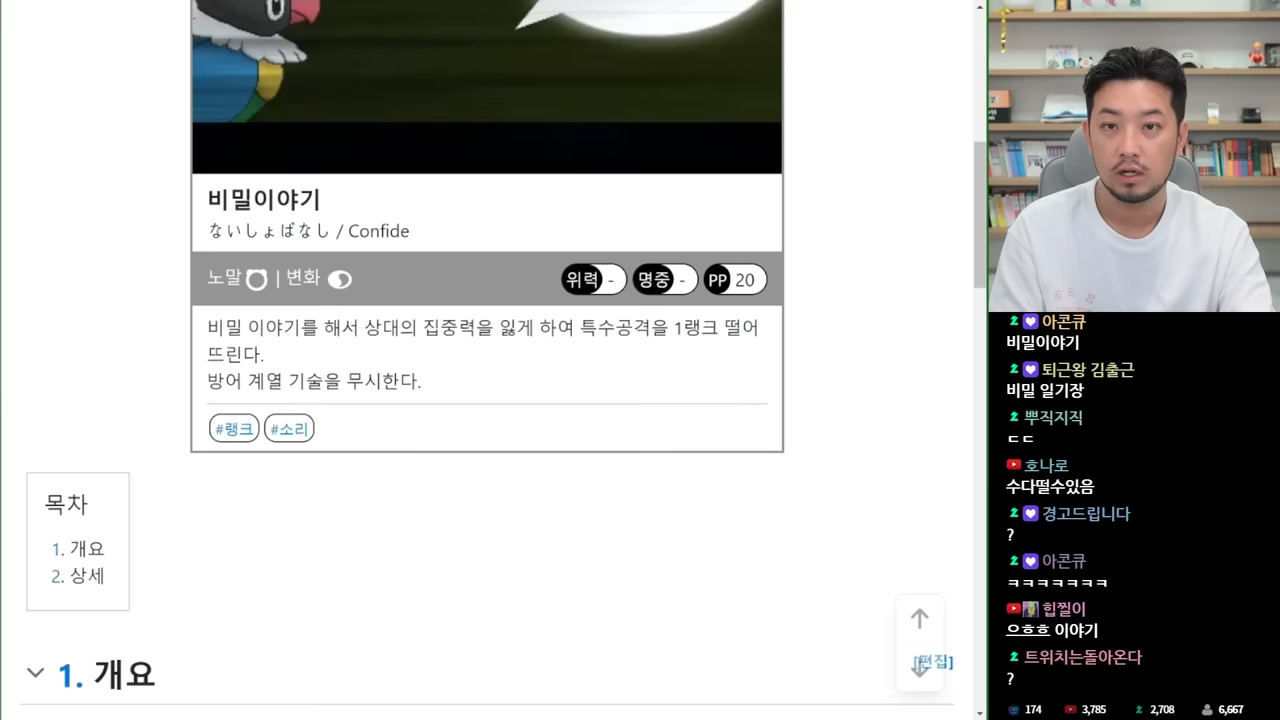 비밀이야기
ないしょばなし / Confide
노말 | 변화
위력 -
명중 -
PP 20
비밀 이야기를 해서 상대의 집중력을 잃게 하여 특수공격을 1랭크 떨어
뜨린다.
방어 계열 기술을 무시한다.
#랭크 #소리
목차
1. 개요
2. 상세
1. 개요
[편집]
아콘큐
비밀이야기
퇴근왕 김출근
비밀 일기장
뿌직지직
ㄷㄷ
호나로
수다떨수있음
경고드립니다
?
아콘큐
ㅋㅋㅋㅋㅋㅋㅋ
힙찔이
으흐흐 이야기
트위치는돌아온다
?
174 3,785 2,708 6,667